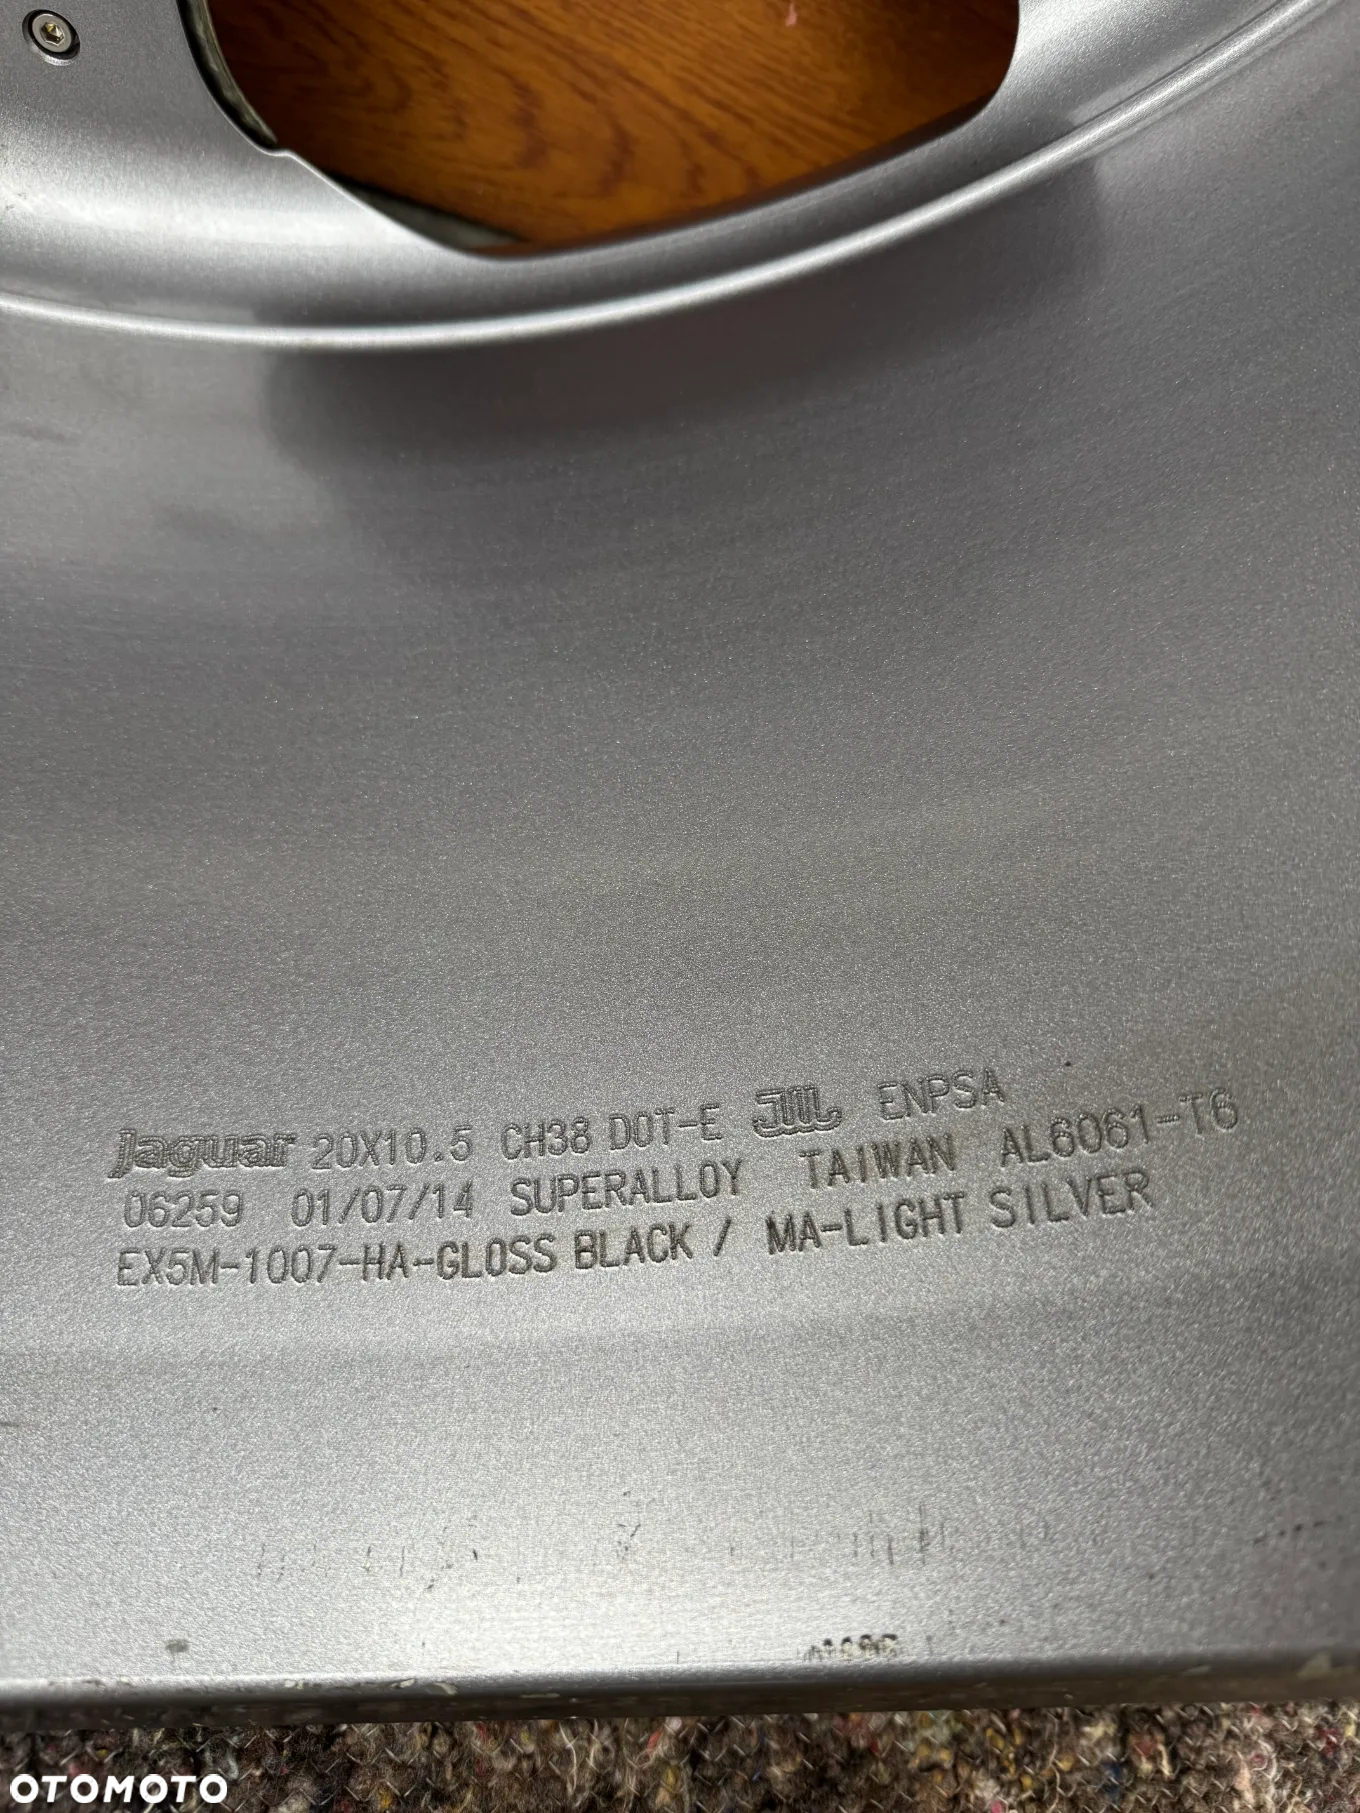 Jaguar 20X10.5 CH38 DOT-E JWL ENPSA
06259 01/07/14 SUPERALLOY TAIWAN AL6061-T6
EX5M-1007-HA-GLOSS BLACK / MA-LIGHT SILVER
OTOMOTO